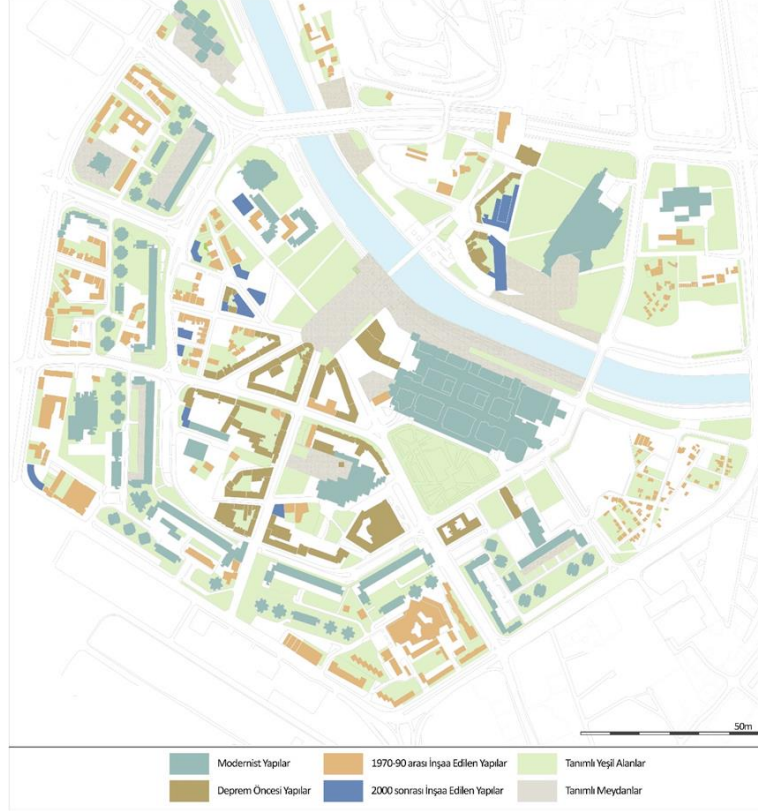 50m
Modernist Yapılar
1970-90 arası İnşaa Edilen Yapılar
Tanımlı Yeşil Alanlar
Deprem Öncesi Yapılar
2000 sonrası İnşaa Edilen Yapılar
Tanımlı Meydanlar